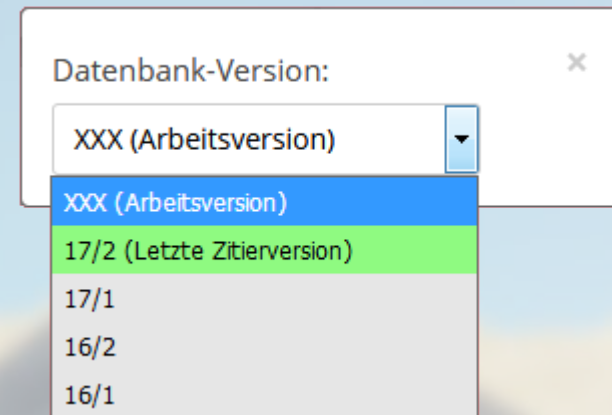 Datenbank-Version:
×
XXX (Arbeitsversion)
XXX (Arbeitsversion)
17/2 (Letzte Zitierversion)
17/1
16/2
16/1